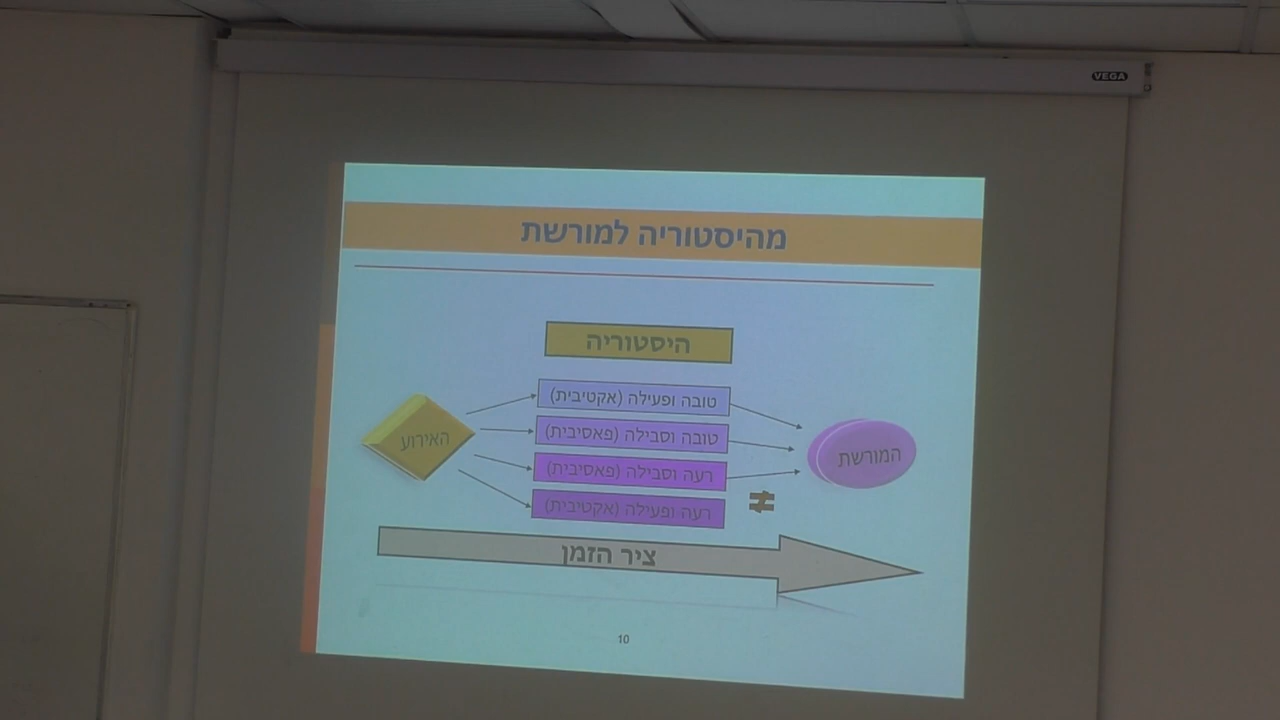 VEGA
מהיסטוריה למורשת
היסטוריה
האירוע
טובה ופעילה (אקטיבית)
טובה וסבילה (פאסיבית)
רעה וסבילה (פאסיבית)
רעה ופעילה (אקטיבית)
המורשת
ציר הזמן
10